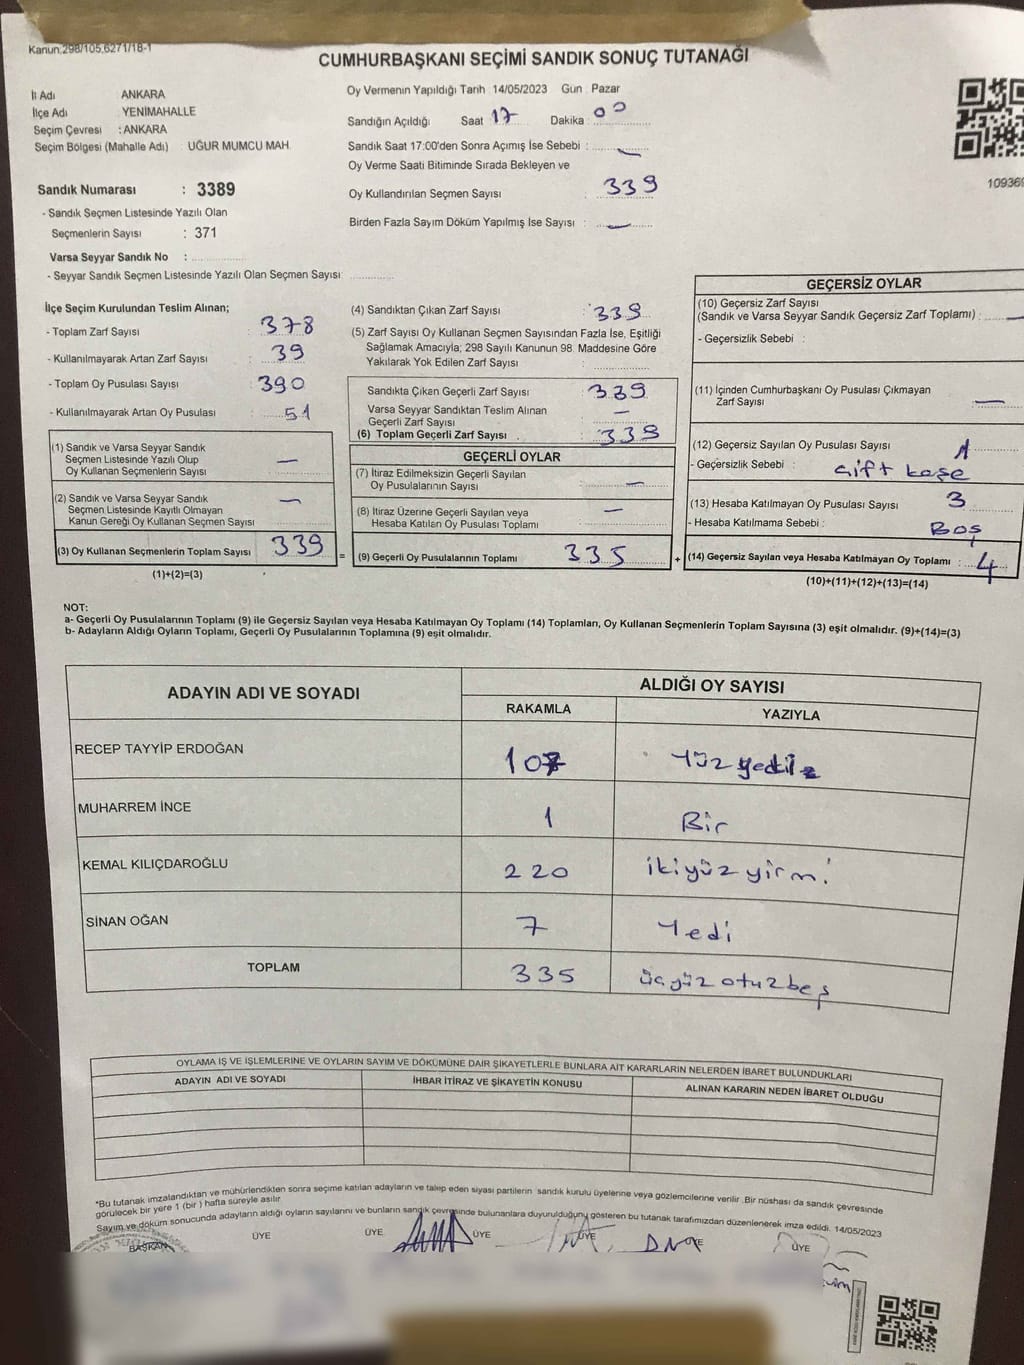 Kanun:298/105,6271/18-1
CUMHURBAŞKANI SEÇİMİ SANDIK SONUÇ TUTANAĞI
İl Adı ANKARA
İlçe Adı YENİMAHALLE
Seçim Çevresi : ANKARA
Seçim Bölgesi (Mahalle Adı) UĞUR MUMCU MAH.
Sandık Numarası : 3389
- Sandık Seçmen Listesinde Yazılı Olan
Seçmenlerin Sayısı : 371
Varsa Seyyar Sandık No :
- Seyyar Sandık Seçmen Listesinde Yazılı Olan Seçmen Sayısı:
Oy Vermenin Yapıldığı Tarih 14/05/2023 Gün : Pazar
Sandığın Açıldığı Saat 17 Dakika : 00
Sandık Saat 17:00'den Sonra Açımış İse Sebebi : —
Oy Verme Saati Bitiminde Sırada Bekleyen ve
Oy Kullandırılan Seçmen Sayısı : 339
Birden Fazla Sayım Döküm Yapılmış İse Sayısı : —
109369
İlçe Seçim Kurulundan Teslim Alınan;
- Toplam Zarf Sayısı : 378
- Kullanılmayarak Artan Zarf Sayısı : 39
- Toplam Oy Pusulası Sayısı : 390
- Kullanılmayarak Artan Oy Pusulası : 51
(1) Sandık ve Varsa Seyyar Sandık
Seçmen Listesinde Yazılı Olup
Oy Kullanan Seçmenlerin Sayısı —
(2) Sandık ve Varsa Seyyar Sandık
Seçmen Listesinde Kayıtlı Olmayan
Kanun Gereği Oy Kullanan Seçmen Sayısı —
(3) Oy Kullanan Seçmenlerin Toplam Sayısı 339
(1)+(2)=(3)
(4) Sandıktan Çıkan Zarf Sayısı : 339
(5) Zarf Sayısı Oy Kullanan Seçmen Sayısından Fazla İse, Eşitliği
Sağlamak Amacıyla; 298 Sayılı Kanunun 98. Maddesine Göre
Yakılarak Yok Edilen Zarf Sayısı :
Sandıkta Çıkan Geçerli Zarf Sayısı : 339
Varsa Seyyar Sandıktan Teslim Alınan
Geçerli Zarf Sayısı : —
(6) Toplam Geçerli Zarf Sayısı : 339
GEÇERLİ OYLAR
(7) İtiraz Edilmeksizin Geçerli Sayılan
Oy Pusulalarının Sayısı : —
(8) İtiraz Üzerine Geçerli Sayılan veya
Hesaba Katılan Oy Pusulası Toplamı : —
= (9) Geçerli Oy Pusulalarının Toplamı 335
GEÇERSİZ OYLAR
(10) Geçersiz Zarf Sayısı
(Sandık ve Varsa Seyyar Sandık Geçersiz Zarf Toplamı) : —
- Geçersizlik Sebebi :
(11) İçinden Cumhurbaşkanı Oy Pusulası Çıkmayan
Zarf Sayısı : —
(12) Geçersiz Sayılan Oy Pusulası Sayısı : 1
- Geçersizlik Sebebi : Çift kaşe
(13) Hesaba Katılmayan Oy Pusulası Sayısı : 3
- Hesaba Katılmama Sebebi : Boş
+ (14) Geçersiz Sayılan veya Hesaba Katılmayan Oy Toplamı : 4
(10)+(11)+(12)+(13)=(14)
NOT:
a- Geçerli Oy Pusulalarının Toplamı (9) ile Geçersiz Sayılan veya Hesaba Katılmayan Oy Toplamı (14) Toplamları, Oy Kullanan Seçmenlerin Toplam Sayısına (3) eşit olmalıdır. (9)+(14)=(3)
b- Adayların Aldığı Oyların Toplamı, Geçerli Oy Pusulalarının Toplamına (9) eşit olmalıdır.
ADAYIN ADI VE SOYADI ALDIĞI OY SAYISI
RAKAMLA YAZIYLA
RECEP TAYYİP ERDOĞAN 107 Yüz yedi
MUHARREM İNCE 1 Bir
KEMAL KILIÇDAROĞLU 220 ikiyüz yirmi
SİNAN OĞAN 7 Yedi
TOPLAM 335 üçyüz otuzbeş
OYLAMA İŞ VE İŞLEMLERİNE VE OYLARIN SAYIM VE DÖKÜMÜNE DAİR ŞİKAYETLERLE BUNLARA AİT KARARLARIN NELERDEN İBARET BULUNDUKLARI
ADAYIN ADI VE SOYADI İHBAR İTİRAZ VE ŞİKAYETİN KONUSU ALINAN KARARIN NEDEN İBARET OLDUĞU
*Bu tutanak imzalandıktan ve mühürlendikten sonra seçime katılan adayların ve talep eden siyasi partilerin sandık kurulu üyelerine veya gözlemcilerine verilir. Bir nüshası da sandık çevresinde
görülecek bir yere 1 (bir) hafta süreyle asılır.
Sayım ve döküm sonucunda adayların aldığı oyların sayılarını ve bunların sandık çevresinde bulunanlara duyurulduğunu gösteren bu tutanak tarafımızdan düzenlenerek imza edildi. 14/05/2023
BAŞKAN ÜYE ÜYE ÜYE ÜYE ÜYE ÜYE